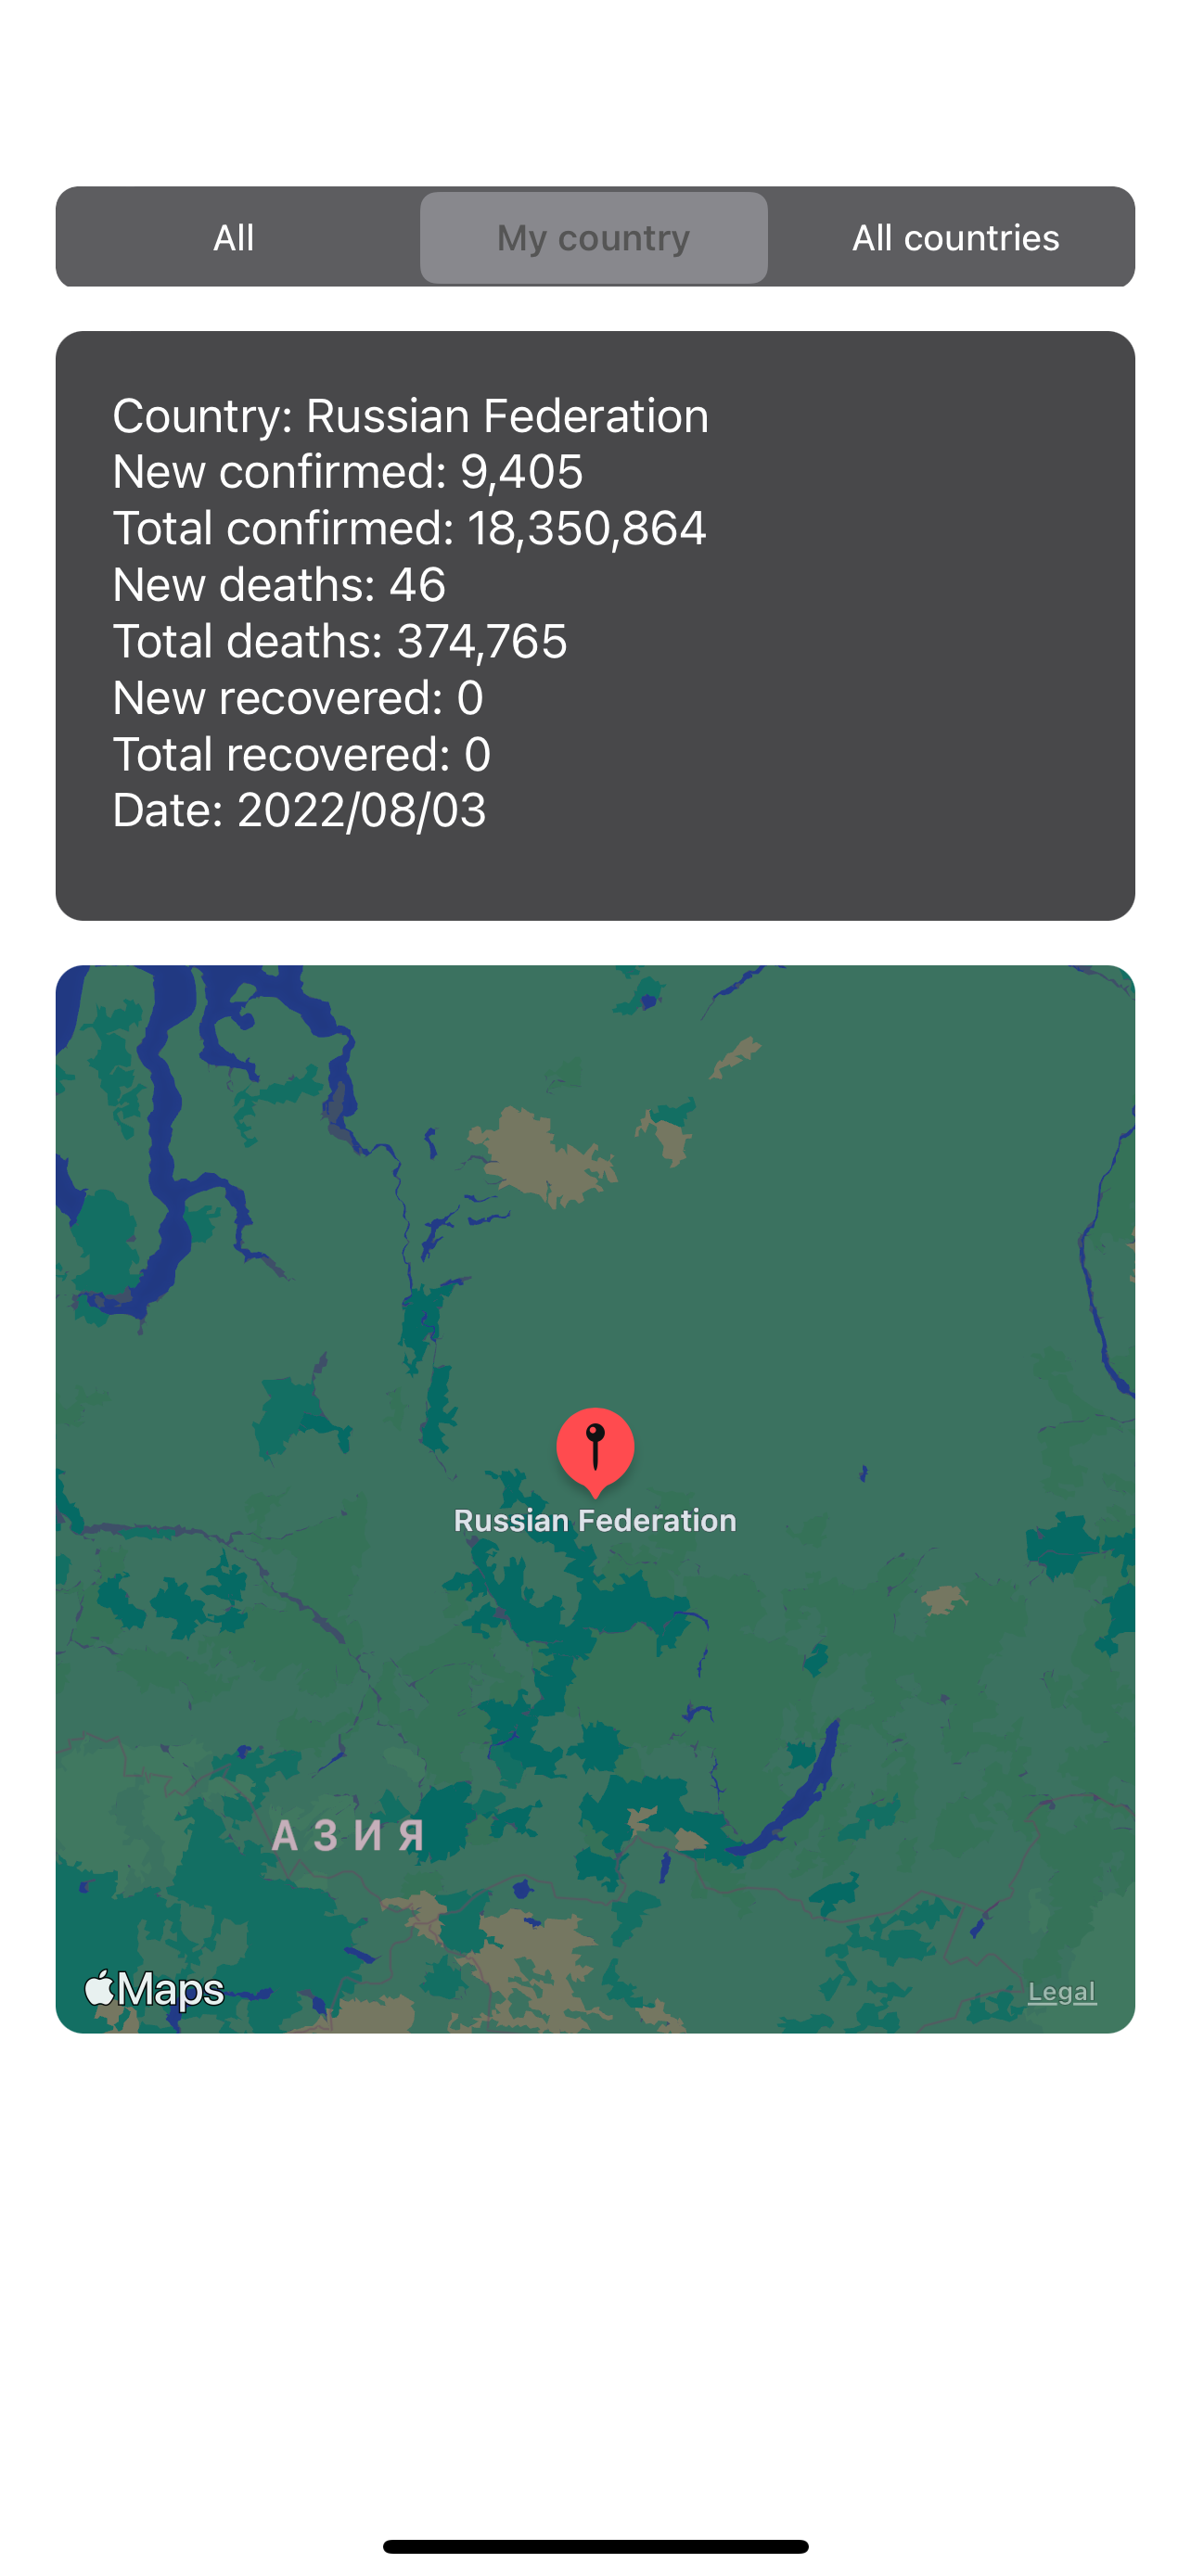 All
My country
All countries
Country: Russian Federation
New confirmed: 9,405
Total confirmed: 18,350,864
New deaths: 46
Total deaths: 374,765
New recovered: 0
Total recovered: 0
Date: 2022/08/03
Russian Federation
АЗИЯ
Maps
Legal